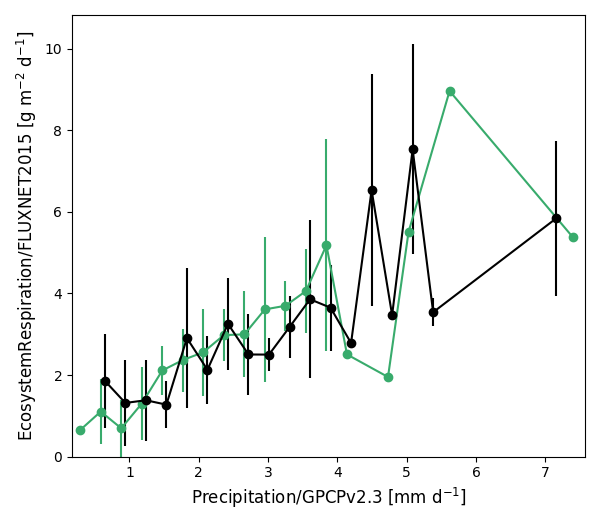 EcosystemRespiration/FLUXNET2015 [g m⁻² d⁻¹]
10
8
6
4
2
0
1 2 3 4 5 6 7
Precipitation/GPCPv2.3 [mm d⁻¹]